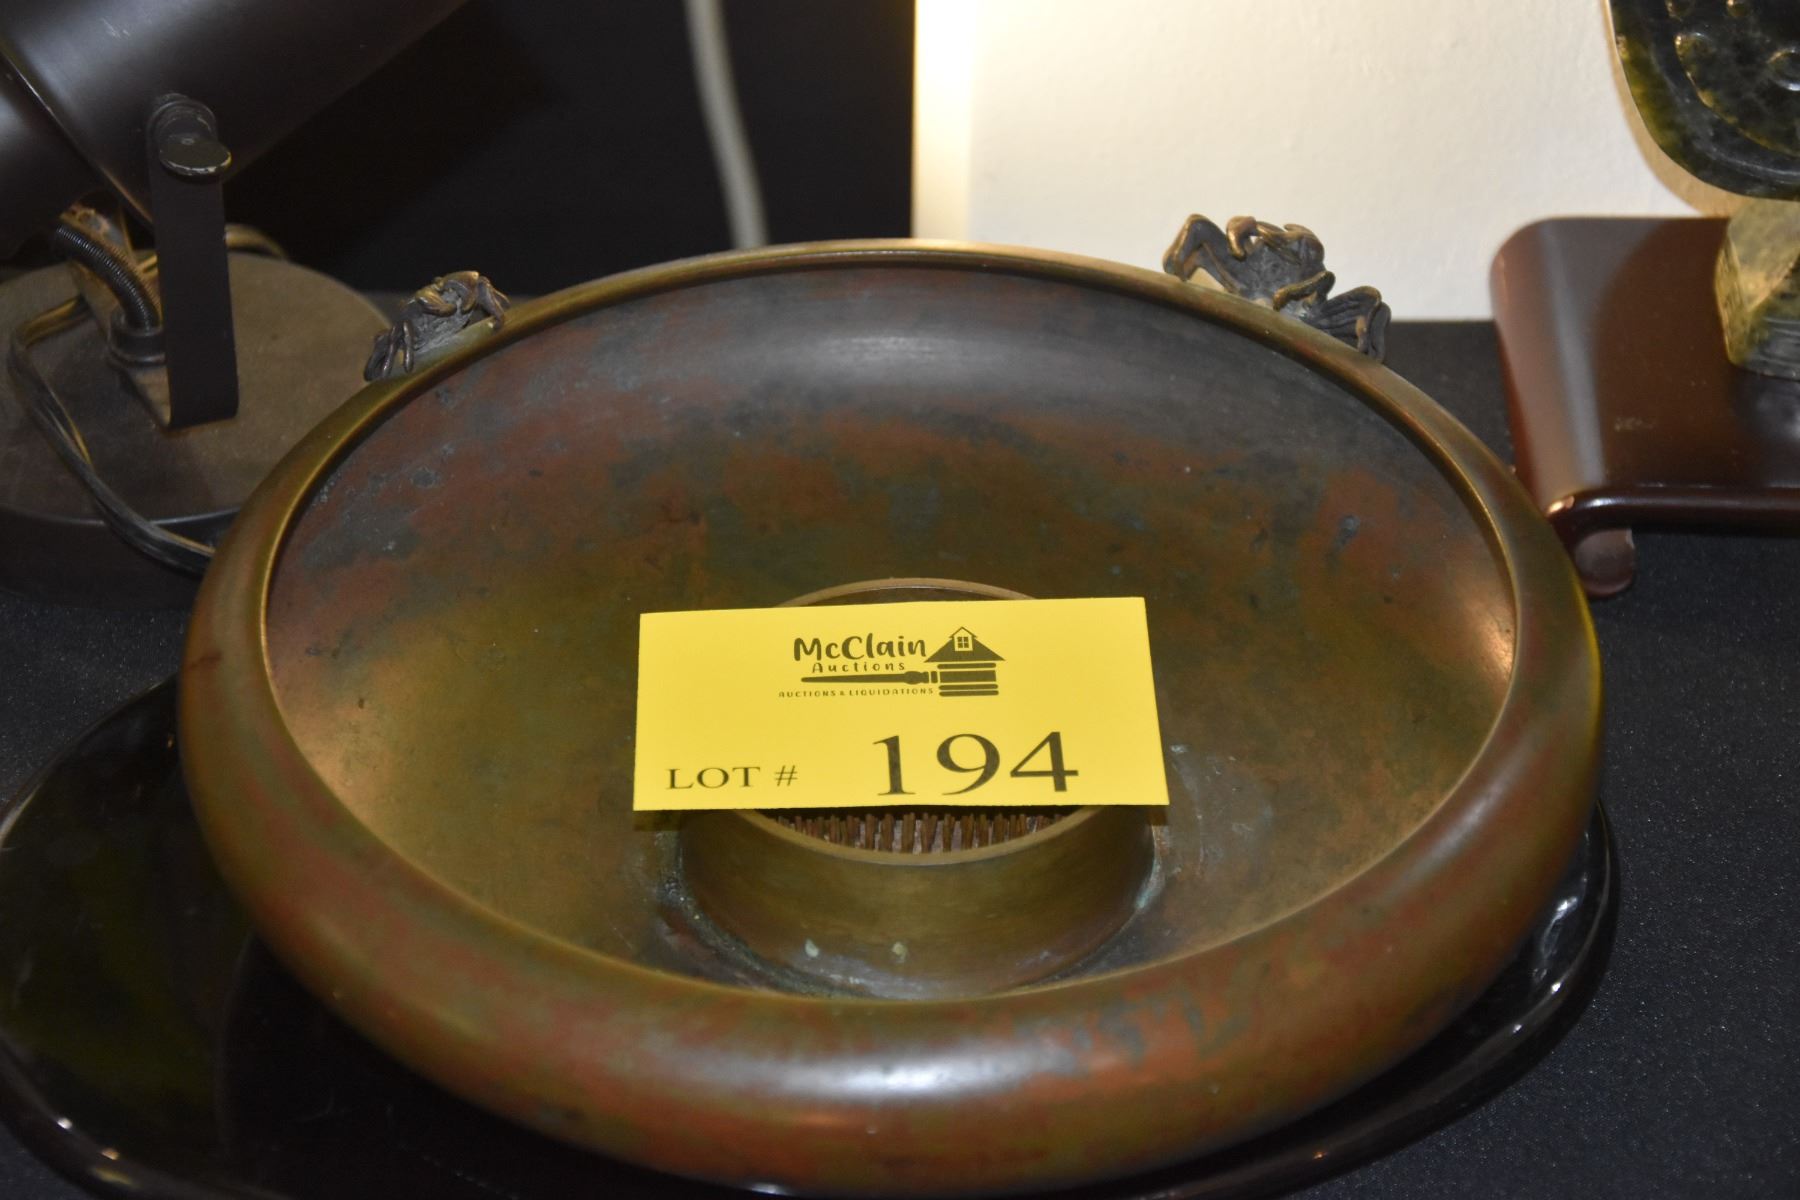 McClain
Auctions
AUCTIONS & LIQUIDATIONS
LOT # 194